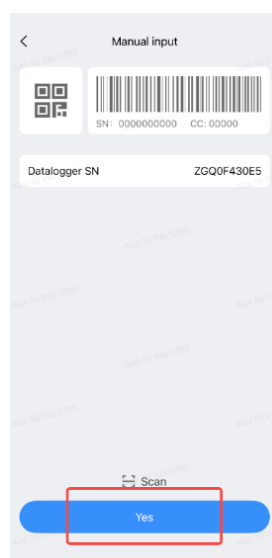 Manual input
SN: 0000000000 CC: 00000
Datalogger SN ZGQ0F430E5
Scan
Yes